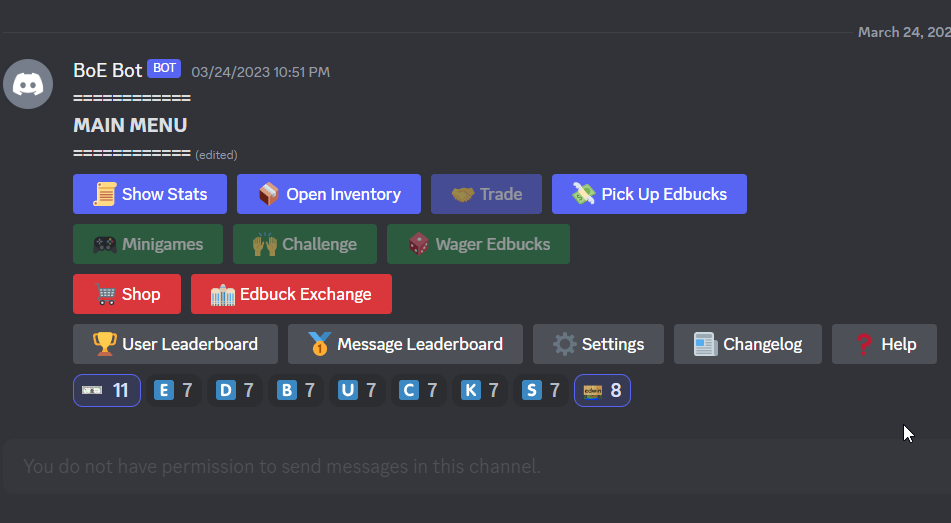 March 24, 202
BoE Bot BOT 03/24/2023 10:51 PM
============
MAIN MENU
============ (edited)
Show Stats Open Inventory Trade Pick Up Edbucks
Minigames Challenge Wager Edbucks
Shop Edbuck Exchange
User Leaderboard Message Leaderboard Settings Changelog Help
11 E 7 D 7 B 7 U 7 C 7 K 7 S 7 8
You do not have permission to send messages in this channel.